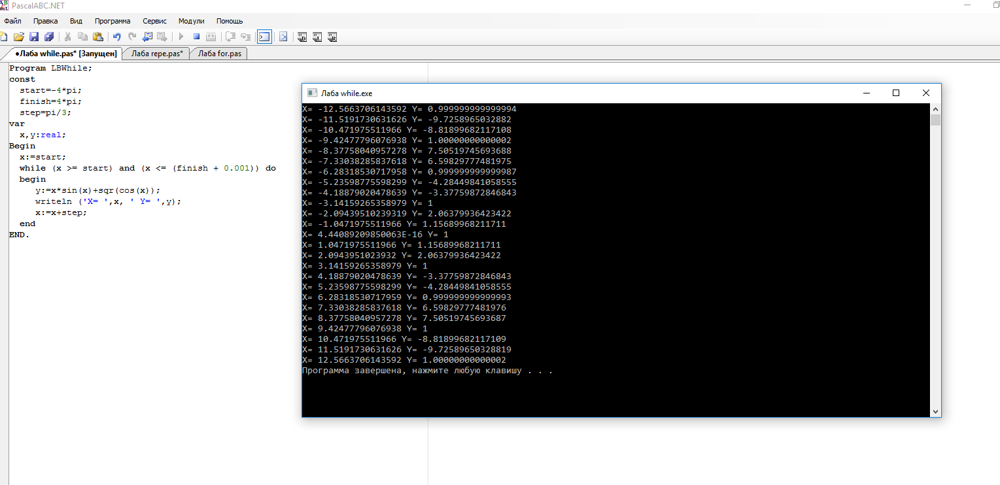 PascalABC.NET
Файл Правка Вид Программа Сервис Модули Помощь
•Лаба while.pas* [Запущен] Лаба repe.pas* Лаба for.pas
Program LBWhile;
const
start=-4*pi;
finish=4*pi;
step=pi/3;
var
x,y:real;
Begin
x:=start;
while (x >= start) and (x <= (finish + 0.001)) do
begin
y:=x*sin(x)+sqr(cos(x));
writeln ('X= ',x, ' Y= ',y);
x:=x+step;
end
END.
Лаба while.exe
X= -12.5663706143592 Y= 0.999999999999994
X= -11.5191730631626 Y= -9.7258965032882
X= -10.471975511966 Y= -8.81899682117108
X= -9.42477796076938 Y= 1.00000000000002
X= -8.37758040957278 Y= 7.50519745693688
X= -7.33038285837618 Y= 6.59829777481975
X= -6.28318530717958 Y= 0.999999999999987
X= -5.23598775598299 Y= -4.28449841058555
X= -4.18879020478639 Y= -3.37759872846843
X= -3.14159265358979 Y= 1
X= -2.09439510239319 Y= 2.06379936423422
X= -1.0471975511966 Y= 1.15689968211711
X= 4.44089209850063E-16 Y= 1
X= 1.0471975511966 Y= 1.15689968211711
X= 2.0943951023932 Y= 2.06379936423422
X= 3.14159265358979 Y= 1
X= 4.18879020478639 Y= -3.37759872846843
X= 5.23598775598299 Y= -4.28449841058555
X= 6.28318530717959 Y= 0.999999999999993
X= 7.33038285837618 Y= 6.59829777481976
X= 8.37758040957278 Y= 7.50519745693687
X= 9.42477796076938 Y= 1
X= 10.471975511966 Y= -8.81899682117109
X= 11.5191730631626 Y= -9.72589650328819
X= 12.5663706143592 Y= 1.00000000000002
Программа завершена, нажмите любую клавишу . . .